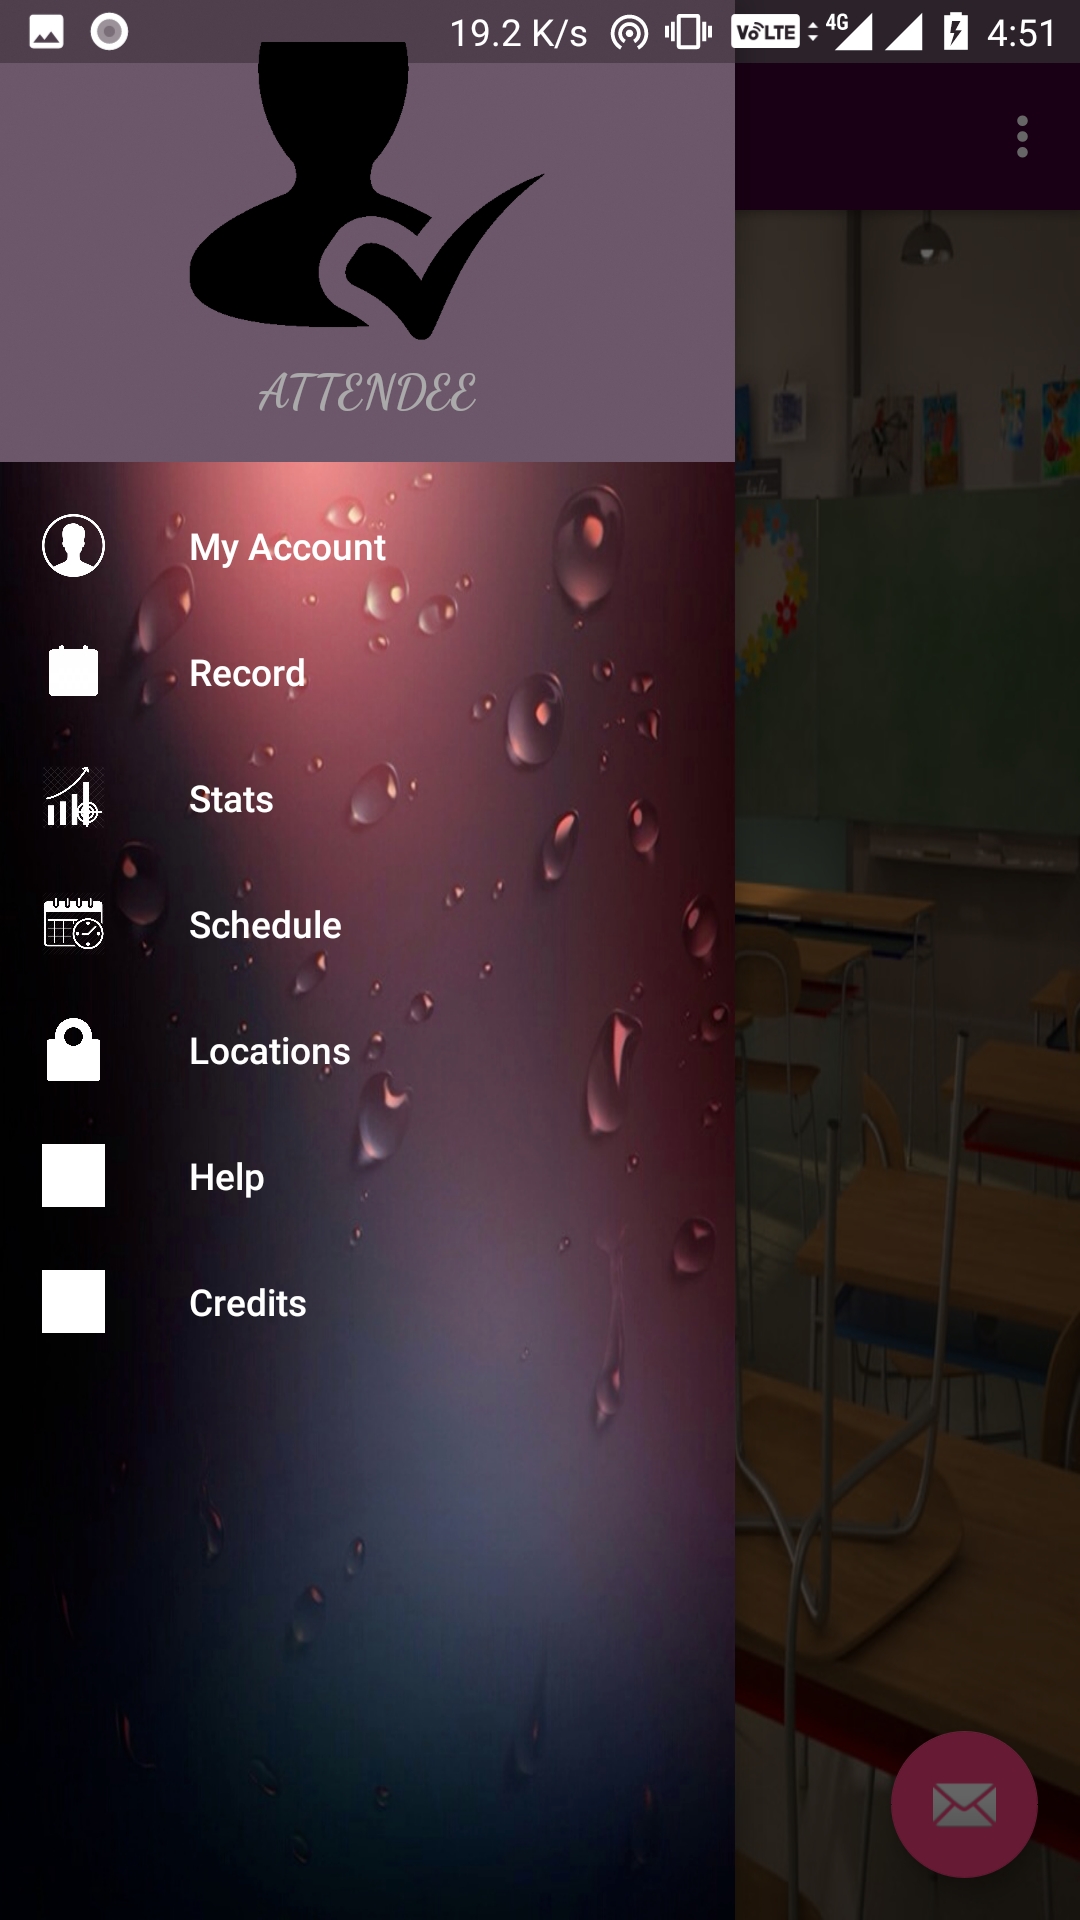 19.2 K/s VoLTE 4G 4:51
ATTENDEE
My Account
Record
Stats
Schedule
Locations
Help
Credits